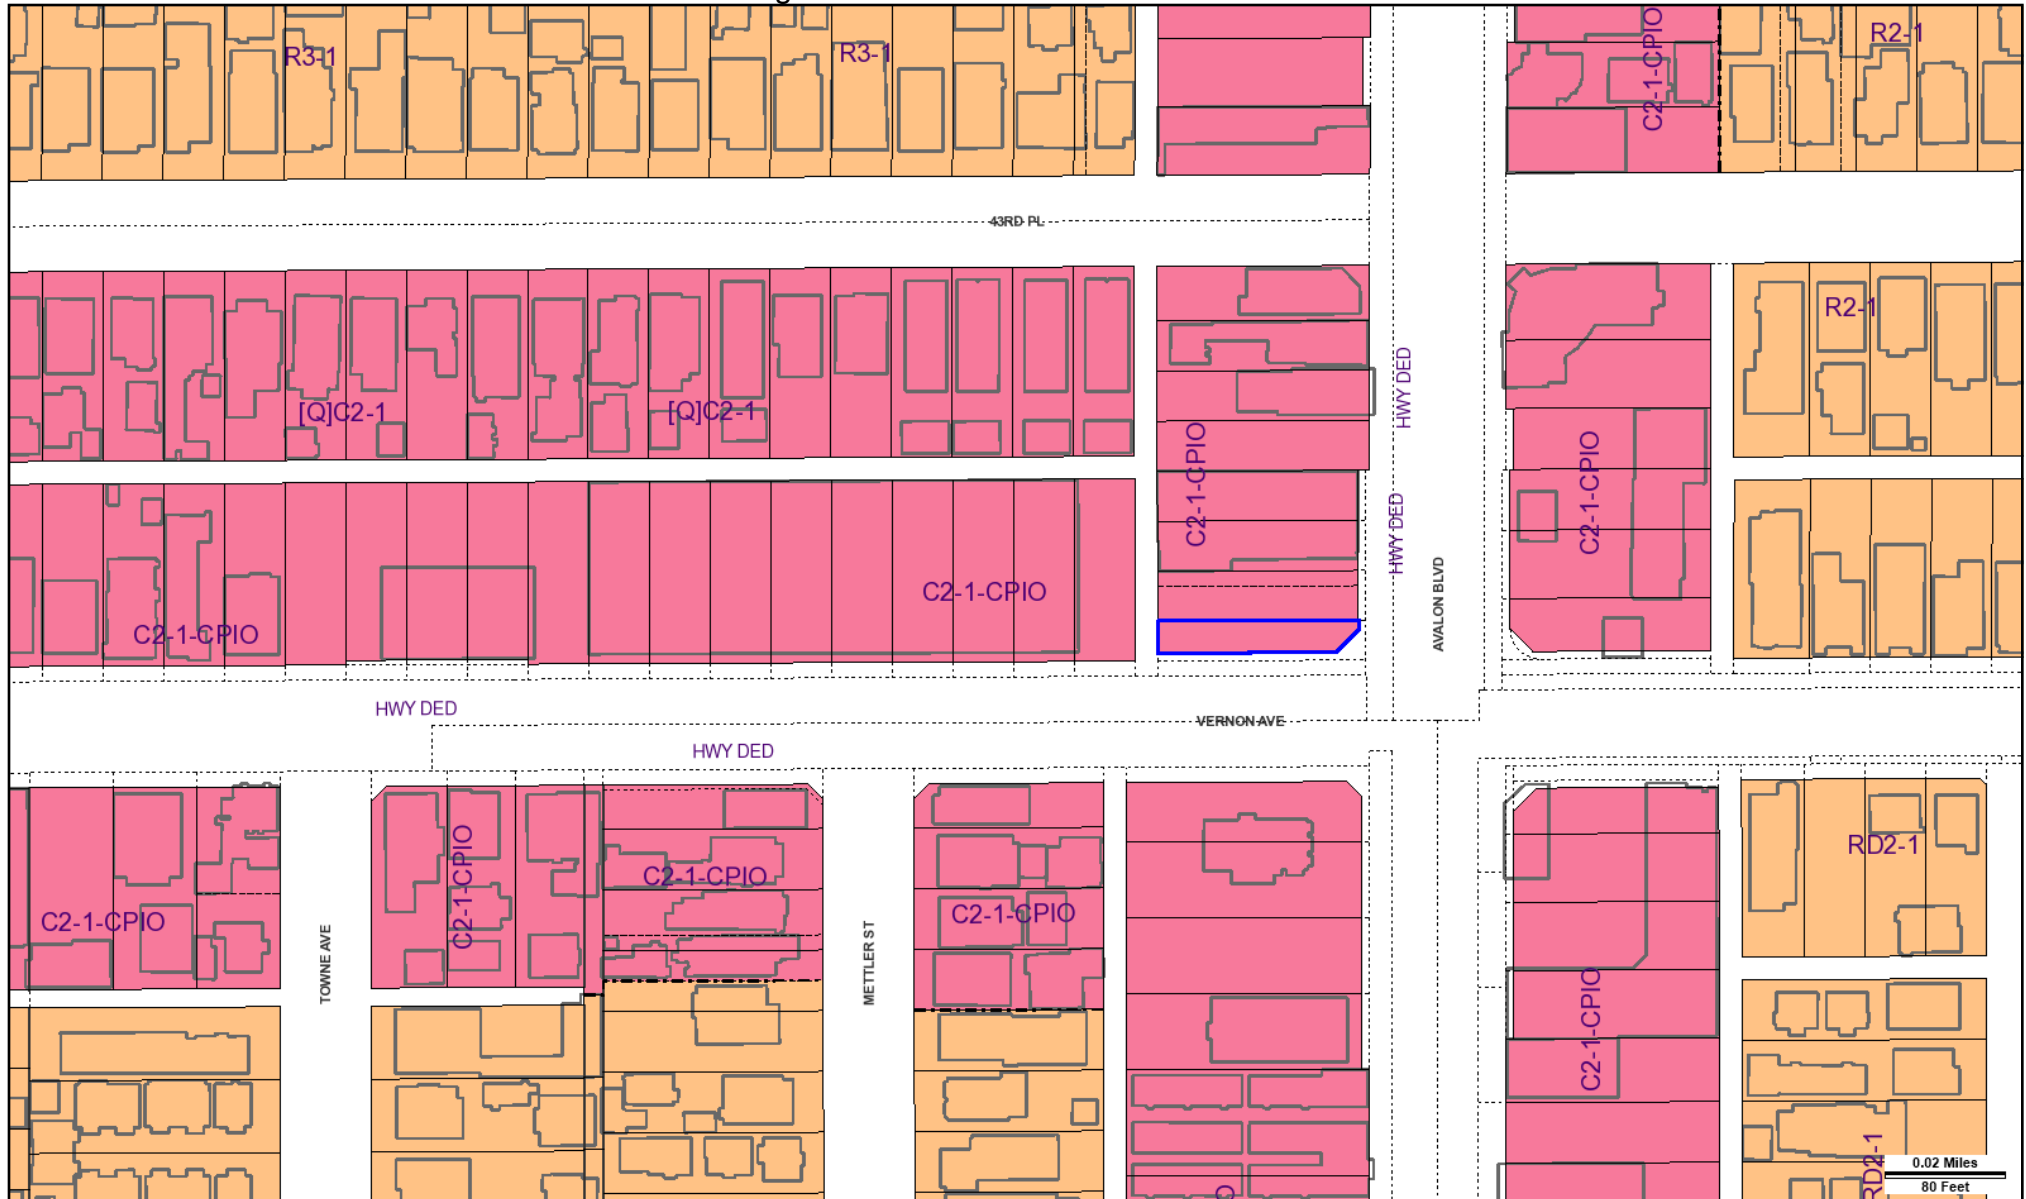 R3-1
R3-1
C2-1-CPIO
R2-1
43RD PL
[Q]C2-1
[Q]C2-1
C2-1-CPIO
HWY DED
C2-1-CPIO
R2-1
HWY DED
C2-1-CPIO
C2-1-CPIO
AVALON BLVD
HWY DED
VERNON AVE
HWY DED
C2-1-CPIO
TOWNE AVE
C2-1-CPIO
C2-1-CPIO
METTLER ST
C2-1-CPIO
C2-1-CPIO
RD2-1
RD2-1
0.02 Miles
80 Feet